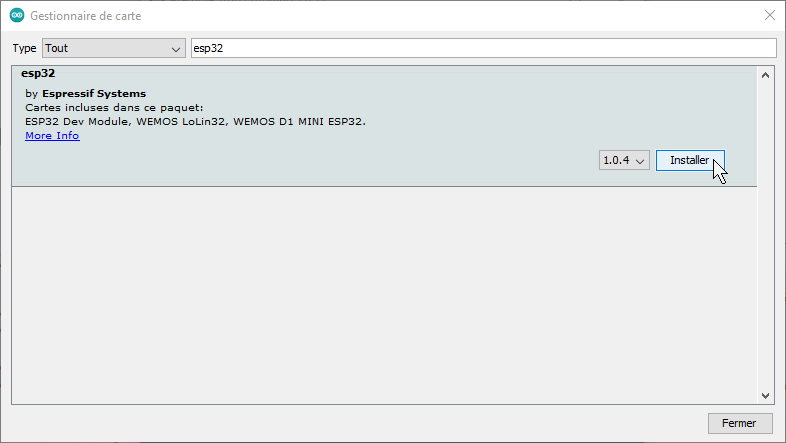 Gestionnaire de carte
Type Tout esp32
esp32
by Espressif Systems
Cartes incluses dans ce paquet:
ESP32 Dev Module, WEMOS LoLin32, WEMOS D1 MINI ESP32.
More Info
1.0.4 Installer
Fermer